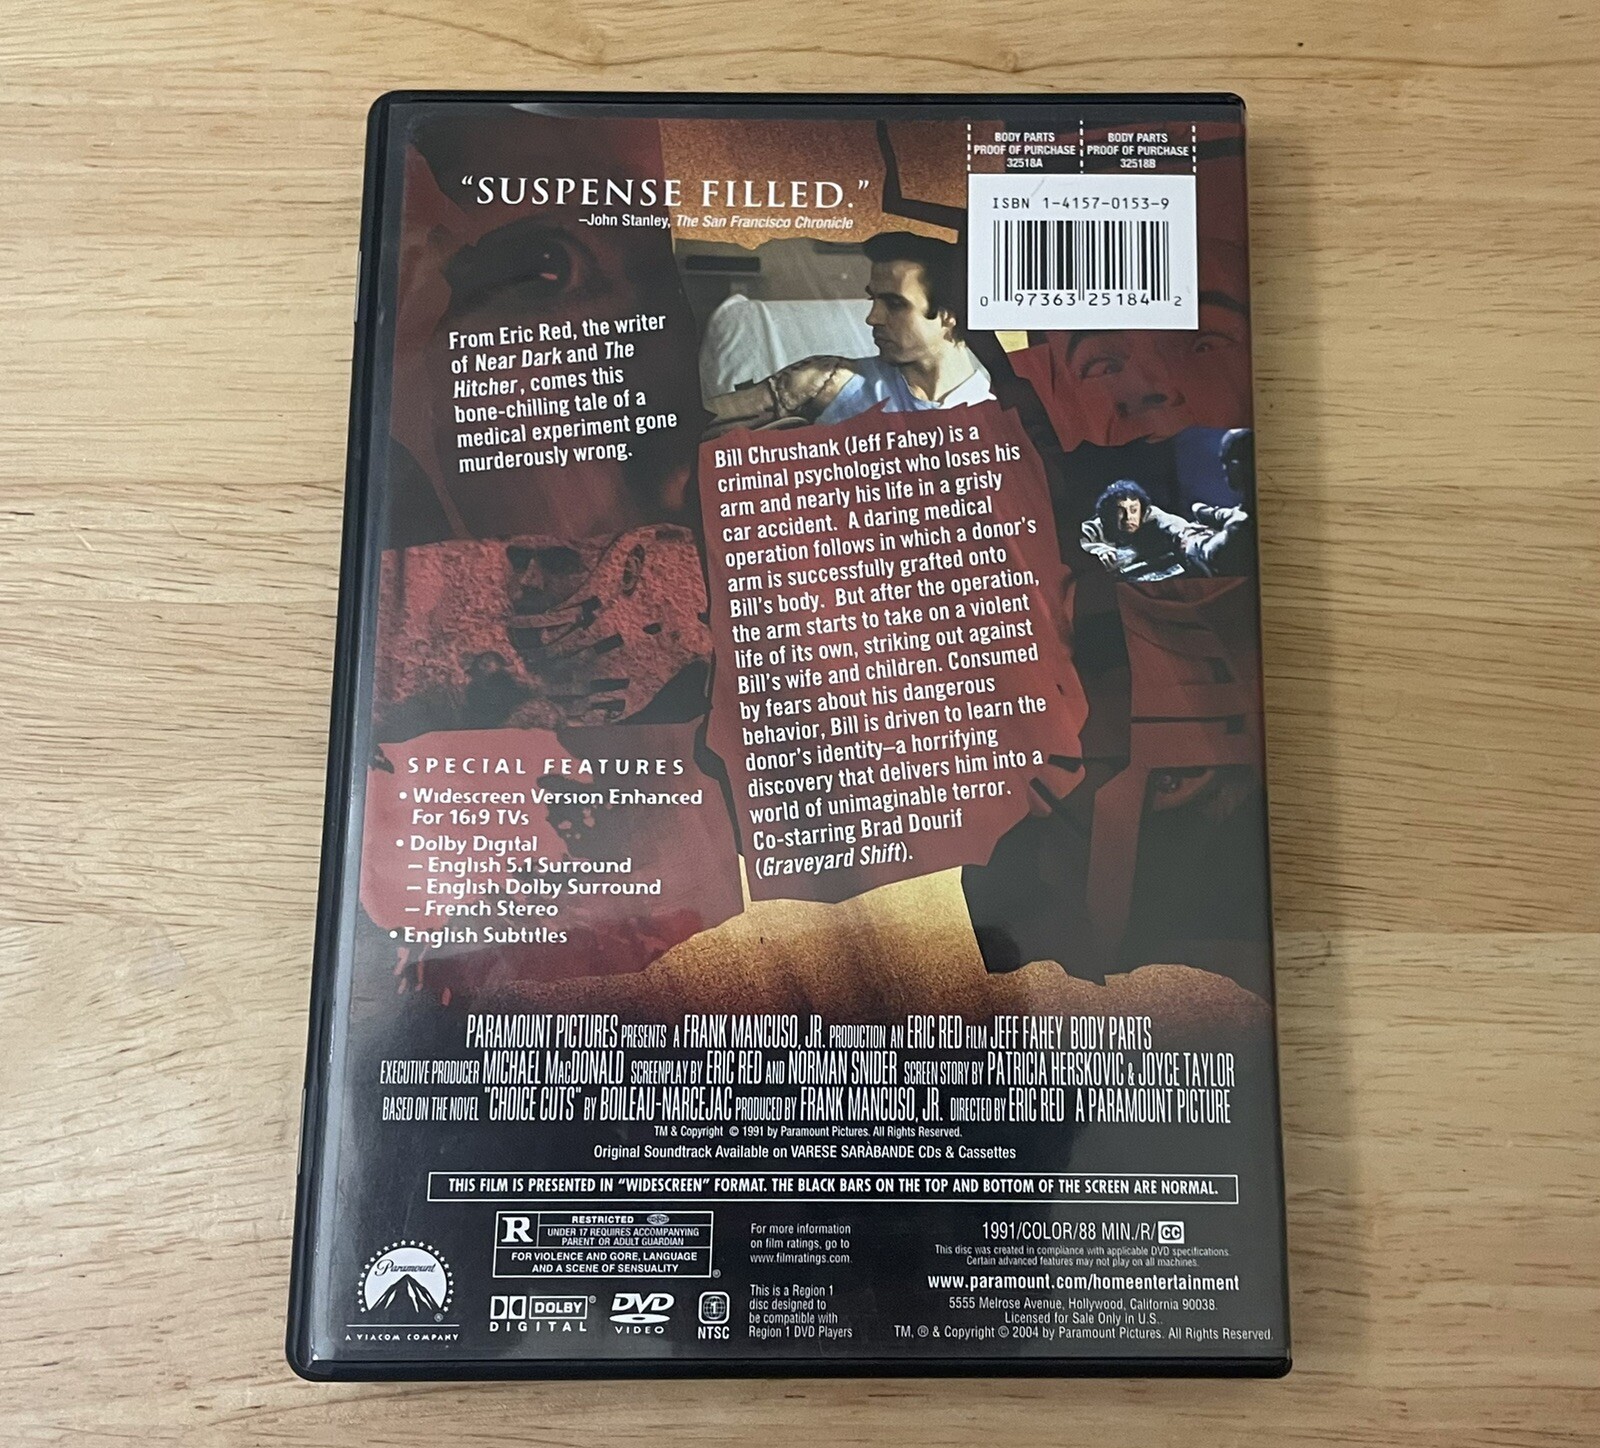 BODY PARTS
PROOF OF PURCHASE
32518A
BODY PARTS
PROOF OF PURCHASE
32518B
ISBN 1-4157-0153-9
0 97363 25184 2
“SUSPENSE FILLED.”
–John Stanley, The San Francisco Chronicle
From Eric Red, the writer
of Near Dark and The
Hitcher, comes this
bone-chilling tale of a
medical experiment gone
murderously wrong.
Bill Chrushank (Jeff Fahey) is a
criminal psychologist who loses his
arm and nearly his life in a grisly
car accident. A daring medical
operation follows in which a donor's
arm is successfully grafted onto
Bill's body. But after the operation,
the arm starts to take on a violent
life of its own, striking out against
Bill's wife and children. Consumed
by fears about his dangerous
behavior, Bill is driven to learn the
donor's identity–a horrifying
discovery that delivers him into a
world of unimaginable terror.
Co-starring Brad Dourif
(Graveyard Shift).
SPECIAL FEATURES
• Widescreen Version Enhanced
For 16:9 TVs
• Dolby Digital
– English 5.1 Surround
– English Dolby Surround
– French Stereo
• English Subtitles
PARAMOUNT PICTURES PRESENTS A FRANK MANCUSO, JR. PRODUCTION AN ERIC RED FILM JEFF FAHEY BODY PARTS
EXECUTIVE PRODUCER MICHAEL MACDONALD SCREENPLAY BY ERIC RED AND NORMAN SNIDER SCREEN STORY BY PATRICIA HERSKOVIC & JOYCE TAYLOR
BASED ON THE NOVEL "CHOICE CUTS" BY BOILEAU-NARCEJAC PRODUCED BY FRANK MANCUSO, JR. DIRECTED BY ERIC RED A PARAMOUNT PICTURE
TM & Copyright © 1991 by Paramount Pictures. All Rights Reserved.
Original Soundtrack Available on VARESE SARÀBANDE CDs & Cassettes
THIS FILM IS PRESENTED IN “WIDESCREEN” FORMAT. THE BLACK BARS ON THE TOP AND BOTTOM OF THE SCREEN ARE NORMAL.
Paramount ®
A VIACOM COMPANY
R RESTRICTED
UNDER 17 REQUIRES ACCOMPANYING
PARENT OR ADULT GUARDIAN
FOR VIOLENCE AND GORE, LANGUAGE
AND A SCENE OF SENSUALITY ®
DOLBY ®
DIGITAL
DVD
VIDEO
1
NTSC
For more information
on film ratings, go to
www.filmratings.com.
This is a Region 1
disc designed to
be compatible with
Region 1 DVD Players
1991/COLOR/88 MIN./R/CC
This disc was created in compliance with applicable DVD specifications.
Certain advanced features may not play on all machines.
www.paramount.com/homeentertainment
5555 Melrose Avenue, Hollywood, California 90038.
Licensed for Sale Only in U.S..
TM, ® & Copyright © 2004 by Paramount Pictures. All Rights Reserved.